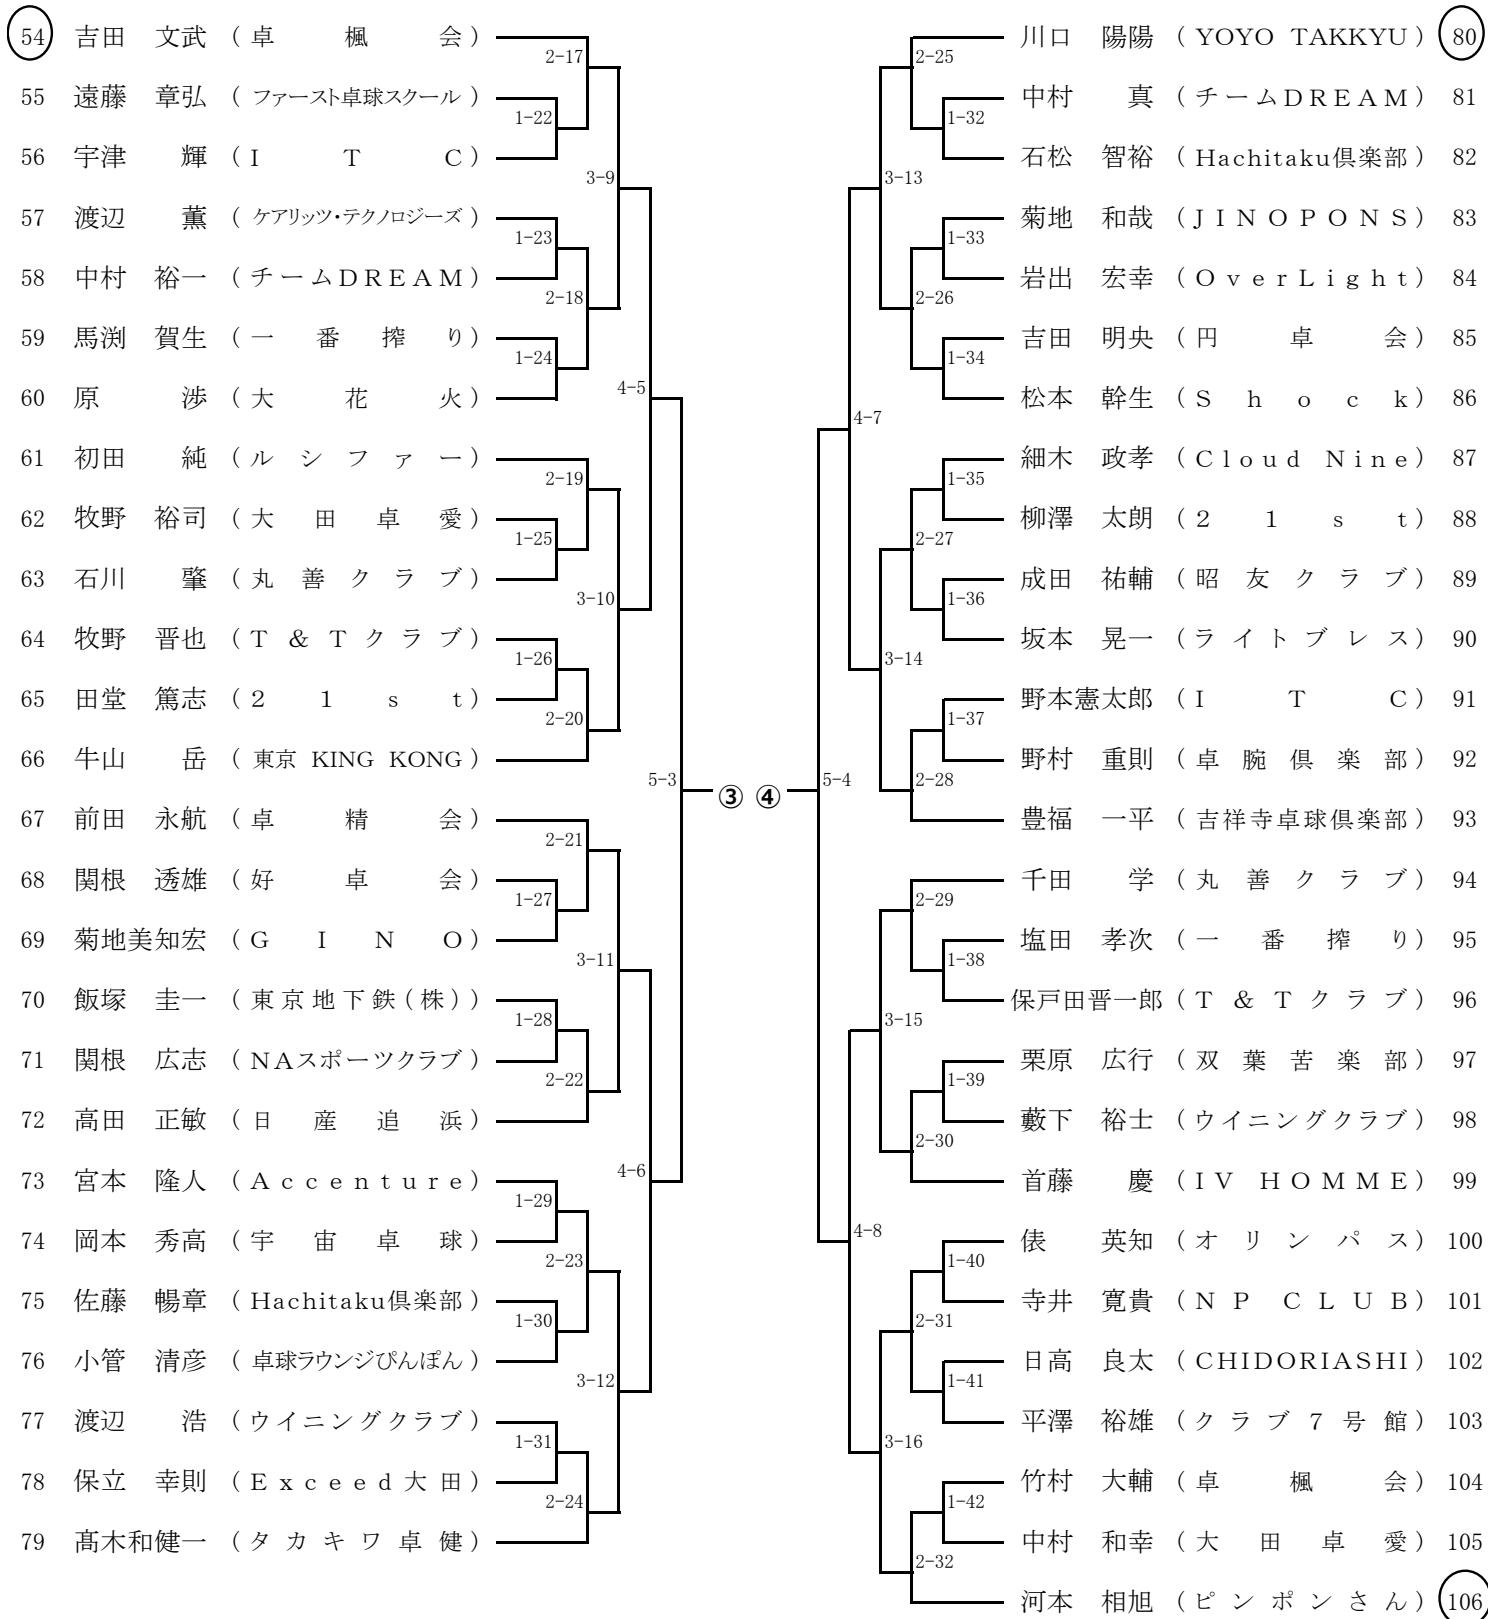 54 吉田 文武 (卓楓会)
2-17
55 遠藤 章弘 (ファースト卓球スクール)
1-22
56 宇津 輝 (ITC)
3-9
57 渡辺 薫 (ケアリッツ・テクノロジーズ)
1-23
58 中村 裕一 (チームDREAM)
2-18
59 馬渕 賀生 (一番搾り)
1-24
60 原 渉 (大花火)
4-5
61 初田 純 (ルシファー)
2-19
62 牧野 裕司 (大田卓愛)
1-25
63 石川 肇 (丸善クラブ)
3-10
64 牧野 晋也 (T&Tクラブ)
1-26
65 田堂 篤志 (21st)
2-20
66 牛山 岳 (東京 KING KONG)
5-3
③
67 前田 永航 (卓精会)
2-21
68 関根 透雄 (好卓会)
1-27
69 菊地美知宏 (GINO)
3-11
70 飯塚 圭一 (東京地下鉄(株))
1-28
71 関根 広志 (NAスポーツクラブ)
2-22
72 高田 正敏 (日産追浜)
4-6
73 宮本 隆人 (Accenture)
1-29
74 岡本 秀高 (宇宙卓球)
2-23
75 佐藤 暢章 (Hachitaku倶楽部)
1-30
76 小管 清彦 (卓球ラウンジぴんぽん)
3-12
77 渡辺 浩 (ウイニングクラブ)
1-31
78 保立 幸則 (Exceed大田)
2-24
79 髙木和健一 (タカキワ卓健)
川口 陽陽 (YOYO TAKKYU) 80
2-25
中村 真 (チームDREAM) 81
1-32
石松 智裕 (Hachitaku倶楽部) 82
3-13
菊地 和哉 (JINOPONS) 83
1-33
岩出 宏幸 (OverLight) 84
2-26
吉田 明央 (円卓会) 85
1-34
松本 幹生 (Shock) 86
4-7
細木 政孝 (Cloud Nine) 87
1-35
柳澤 太朗 (21st) 88
2-27
成田 祐輔 (昭友クラブ) 89
1-36
坂本 晃一 (ライトブレス) 90
3-14
野本憲太郎 (ITC) 91
1-37
野村 重則 (卓腕倶楽部) 92
④
5-4
2-28
豊福 一平 (吉祥寺卓球倶楽部) 93
千田 学 (丸善クラブ) 94
2-29
塩田 孝次 (一番搾り) 95
1-38
保戸田晋一郎 (T&Tクラブ) 96
3-15
栗原 広行 (双葉苦楽部) 97
1-39
藪下 裕士 (ウイニングクラブ) 98
2-30
首藤 慶 (IV HOMME) 99
4-8
俵 英知 (オリンパス) 100
1-40
寺井 寛貴 (NP CLUB) 101
2-31
日高 良太 (CHIDORIASHI) 102
1-41
平澤 裕雄 (クラブ7号館) 103
3-16
竹村 大輔 (卓楓会) 104
1-42
中村 和幸 (大田卓愛) 105
2-32
河本 相旭 (ピンポンさん) 106